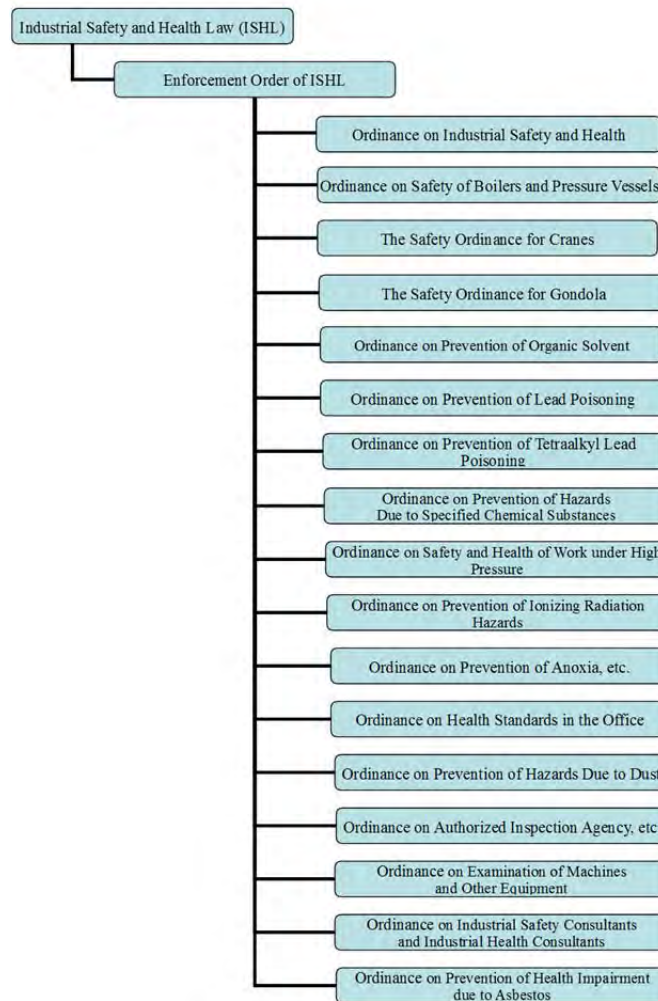 Industrial Safety and Health Law (ISHL)
Enforcement Order of ISHL
Ordinance on Industrial Safety and Health
Ordinance on Safety of Boilers and Pressure Vessels
The Safety Ordinance for Cranes
The Safety Ordinance for Gondola
Ordinance on Prevention of Organic Solvent
Ordinance on Prevention of Lead Poisoning
Ordinance on Prevention of Tetraalkyl Lead
Poisoning
Ordinance on Prevention of Hazards
Due to Specified Chemical Substances
Ordinance on Safety and Health of Work under High
Pressure
Ordinance on Prevention of Ionizing Radiation
Hazards
Ordinance on Prevention of Anoxia, etc.
Ordinance on Health Standards in the Office
Ordinance on Prevention of Hazards Due to Dust
Ordinance on Authorized Inspection Agency, etc
Ordinance on Examination of Machines
and Other Equipment
Ordinance on Industrial Safety Consultants
and Industrial Health Consultants
Ordinance on Prevention of Health Impairment
due to Asbestos